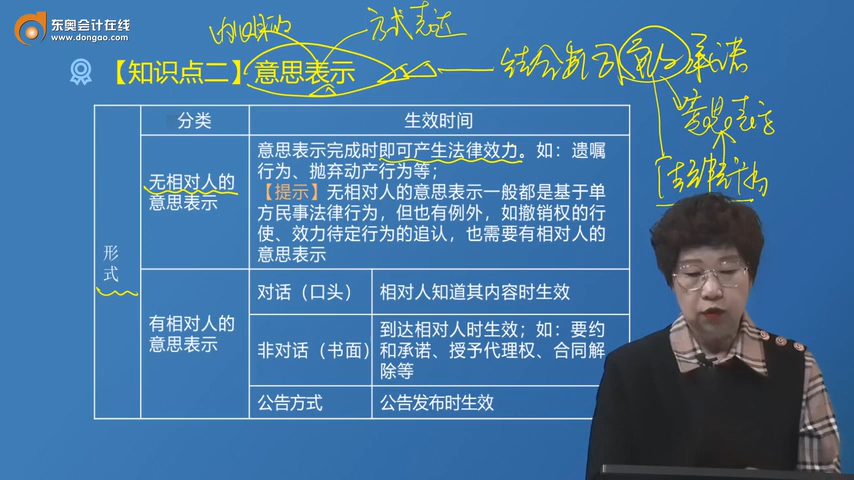 东奥会计在线
www.dongao.com
方式表达
【知识点二】意思表示
承诺
意思表示
分类
生效时间
形式
无相对人的
意思表示
意思表示完成时即可产生法律效力。如：遗嘱
行为、抛弃动产行为等；
【提示】无相对人的意思表示一般都是基于单
方民事法律行为，但也有例外，如撤销权的行
使、效力待定行为的追认，也需要有相对人的
意思表示
有相对人的
意思表示
对话（口头）
相对人知道其内容时生效
非对话（书面）
到达相对人时生效；如：要约
和承诺、授予代理权、合同解
除等
公告方式
公告发布时生效